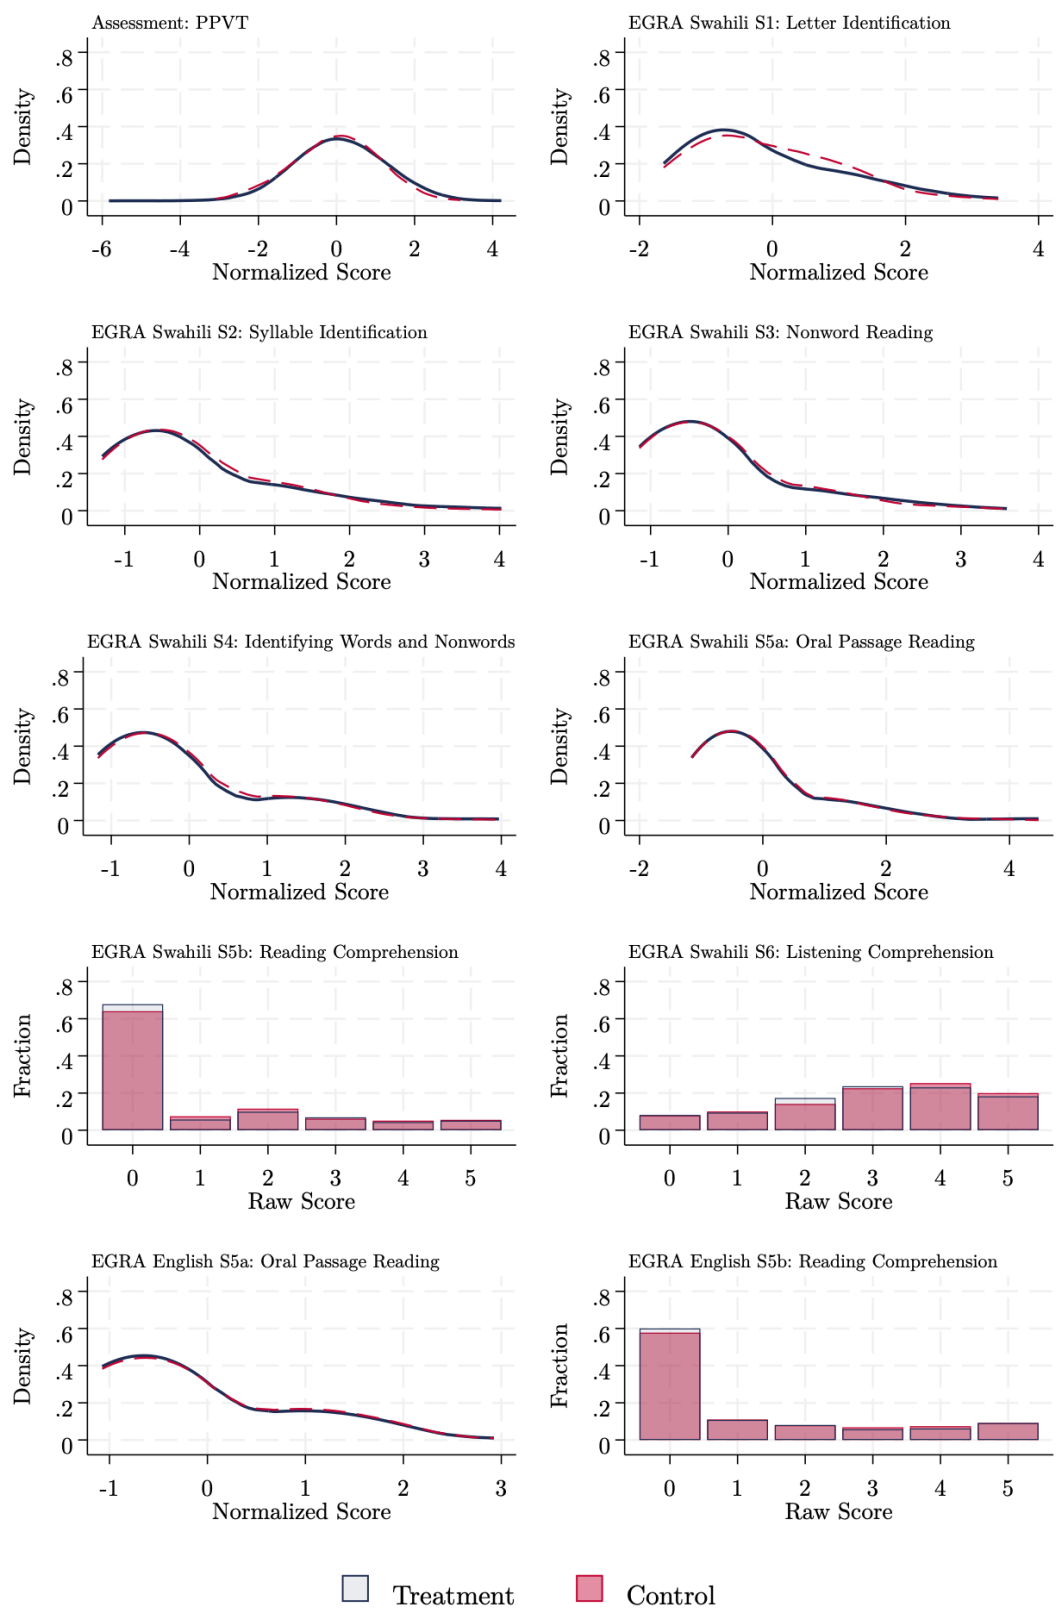 Assessment: PPVT
Density
.8
.6
.4
.2
0
-6 -4 -2 0 2 4
Normalized Score
EGRA Swahili S1: Letter Identification
Density
.8
.6
.4
.2
0
-2 0 2 4
Normalized Score
EGRA Swahili S2: Syllable Identification
Density
.8
.6
.4
.2
0
-1 0 1 2 3 4
Normalized Score
EGRA Swahili S3: Nonword Reading
Density
.8
.6
.4
.2
0
-1 0 1 2 3 4
Normalized Score
EGRA Swahili S4: Identifying Words and Nonwords
Density
.8
.6
.4
.2
0
-1 0 1 2 3 4
Normalized Score
EGRA Swahili S5a: Oral Passage Reading
Density
.8
.6
.4
.2
0
-2 0 2 4
Normalized Score
EGRA Swahili S5b: Reading Comprehension
Fraction
.8
.6
.4
.2
0
0 1 2 3 4 5
Raw Score
EGRA Swahili S6: Listening Comprehension
Fraction
.8
.6
.4
.2
0
0 1 2 3 4 5
Raw Score
EGRA English S5a: Oral Passage Reading
Density
.8
.6
.4
.2
0
-1 0 1 2 3
Normalized Score
EGRA English S5b: Reading Comprehension
Fraction
.8
.6
.4
.2
0
0 1 2 3 4 5
Raw Score
Treatment Control